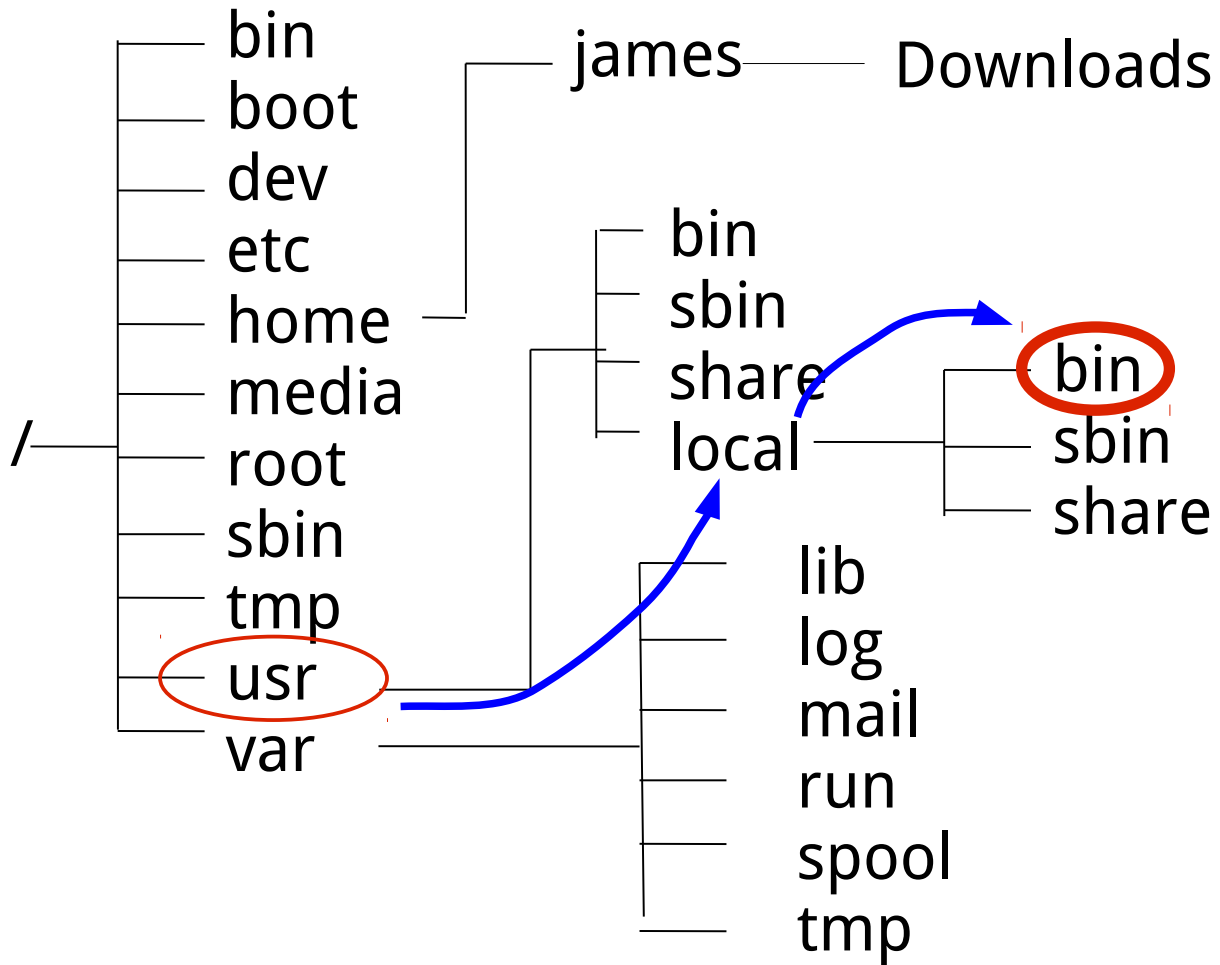 /
bin
boot
dev
etc
home
media
root
sbin
tmp
usr
var
james
Downloads
bin
sbin
share
local
bin
sbin
share
lib
log
mail
run
spool
tmp